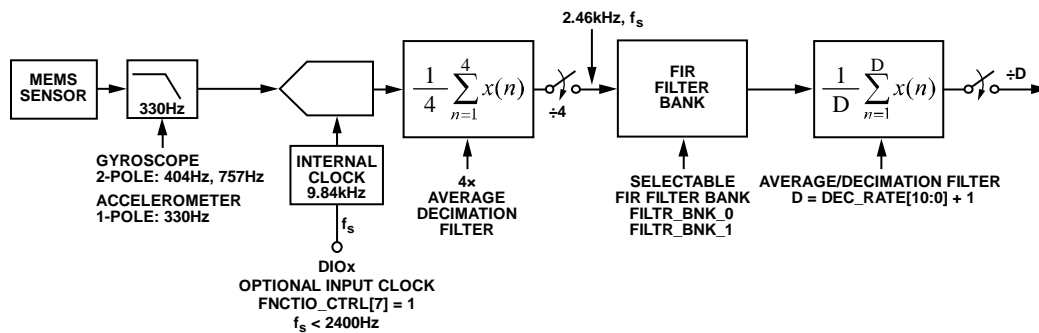 2.46kHz, fs
MEMS
SENSOR
330Hz
1
4
4
∑ x(n)
n=1
÷4
FIR
FILTER
BANK
1
D
D
∑ x(n)
n=1
÷D
GYROSCOPE
2-POLE: 404Hz, 757Hz
ACCELEROMETER
1-POLE: 330Hz
INTERNAL
CLOCK
9.84kHz
fs
DIOx
OPTIONAL INPUT CLOCK
FNCTIO_CTRL[7] = 1
fs < 2400Hz
4×
AVERAGE
DECIMATION
FILTER
SELECTABLE
FIR FILTER BANK
FILTR_BNK_0
FILTR_BNK_1
AVERAGE/DECIMATION FILTER
D = DEC_RATE[10:0] + 1